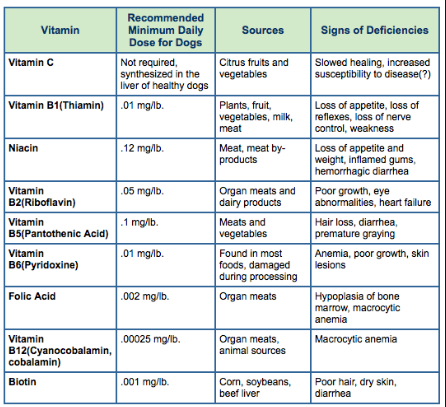 Vitamin
Recommended
Minimum Daily
Dose for Dogs
Sources
Signs of Deficiencies
Vitamin C
Not required,
synthesized in the
liver of healthy dogs
Citrus fruits and
vegetables
Slowed healing, increased
susceptibility to disease(?)
Vitamin B1(Thiamin)
.01 mg/lb.
Plants, fruit,
vegetables, milk,
meat
Loss of appetite, loss of
reflexes, loss of nerve
control, weakness
Niacin
.12 mg/lb.
Meat, meat by-
products
Loss of appetite and
weight, inflamed gums,
hemorrhagic diarrhea
Vitamin
B2(Riboflavin)
.05 mg/lb.
Organ meats and
dairy products
Poor growth, eye
abnormalities, heart failure
Vitamin
B5(Pantothenic Acid)
.1 mg/lb.
Meats and
vegetables
Hair loss, diarrhea,
premature graying
Vitamin
B6(Pyridoxine)
.01 mg/lb.
Found in most
foods, damaged
during processing
Anemia, poor growth, skin
lesions
Folic Acid
.002 mg/lb.
Organ meats
Hypoplasia of bone
marrow, macrocytic
anemia
Vitamin
B12(Cyanocobalamin,
cobalamin)
.00025 mg/lb.
Organ meats,
animal sources
Macrocytic anemia
Biotin
.001 mg/lb.
Corn, soybeans,
beef liver
Poor hair, dry skin,
diarrhea